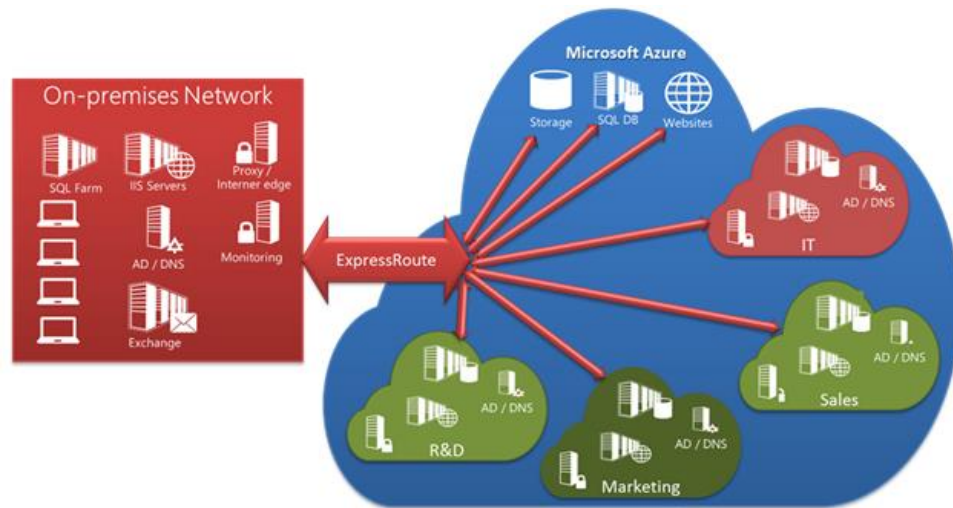 On-premises Network
SQL Farm
IIS Servers
Proxy /
Internet edge
AD / DNS
Monitoring
Exchange
ExpressRoute
Microsoft Azure
Storage
SQL DB
Websites
AD / DNS
IT
AD / DNS
Sales
AD / DNS
R&D
AD / DNS
Marketing